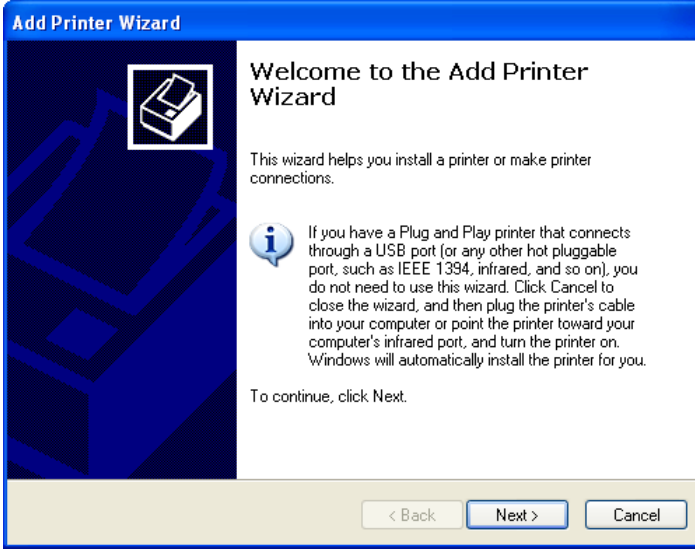 Add Printer Wizard
Welcome to the Add Printer
Wizard
This wizard helps you install a printer or make printer
connections.
If you have a Plug and Play printer that connects
through a USB port (or any other hot pluggable
port, such as IEEE 1394, infrared, and so on), you
do not need to use this wizard. Click Cancel to
close the wizard, and then plug the printer's cable
into your computer or point the printer toward your
computer's infrared port, and turn the printer on.
Windows will automatically install the printer for you.
To continue, click Next.
< Back
Next >
Cancel